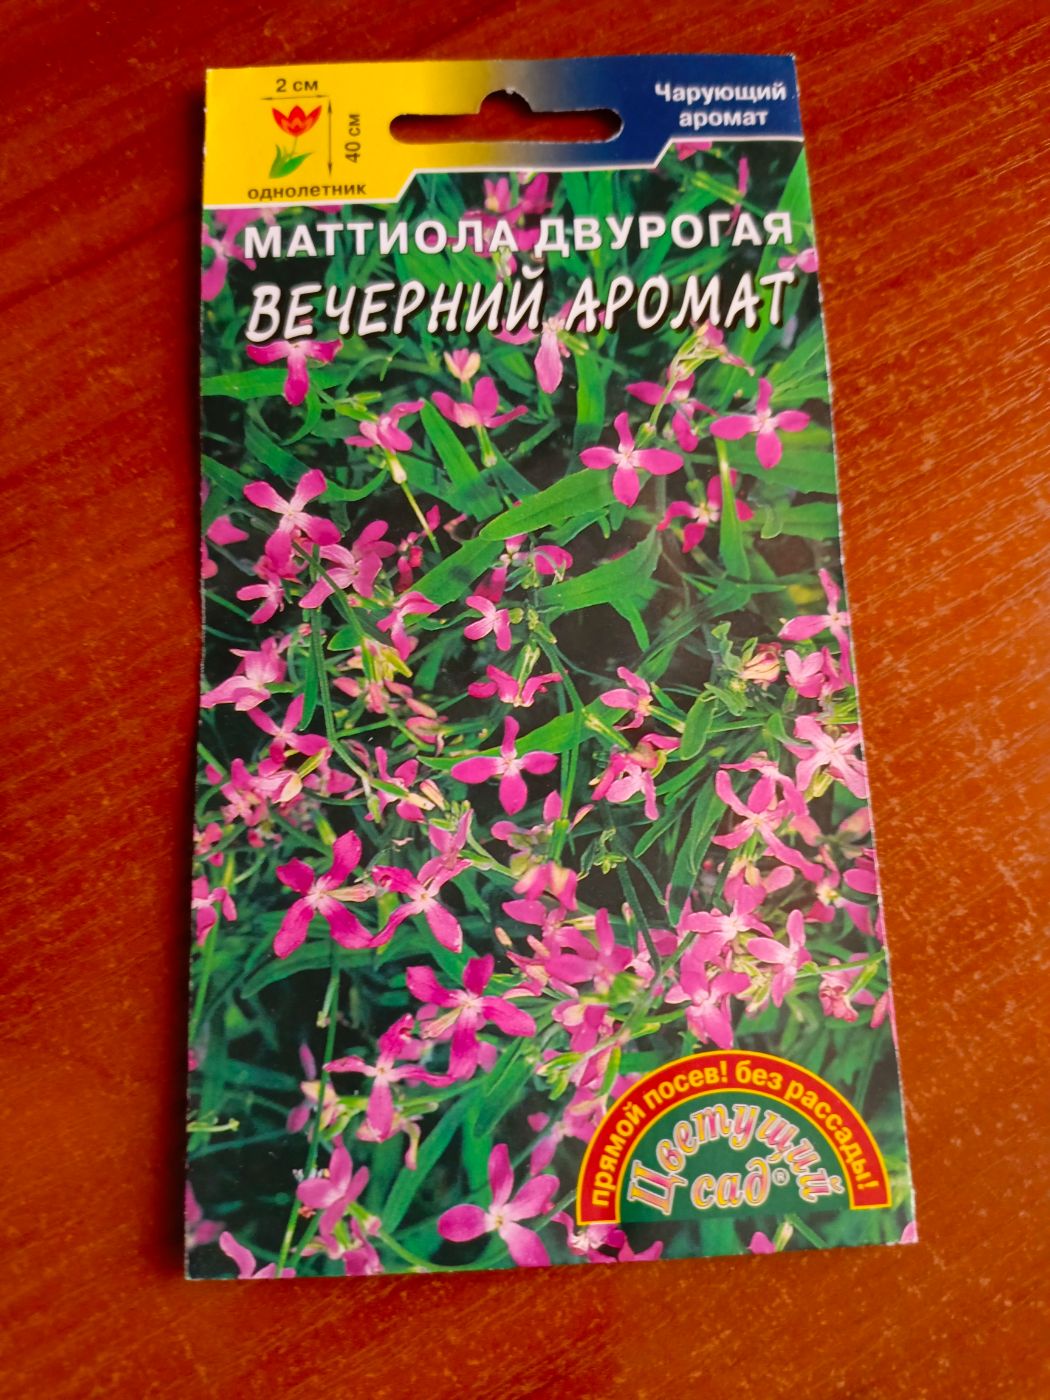 2 см
40 см
однолетник
Чарующий
аромат
МАТТИОЛА ДВУРОГАЯ
ВЕЧЕРНИЙ АРОМАТ
прямой посев! без рассады!
Цветущий
сад®